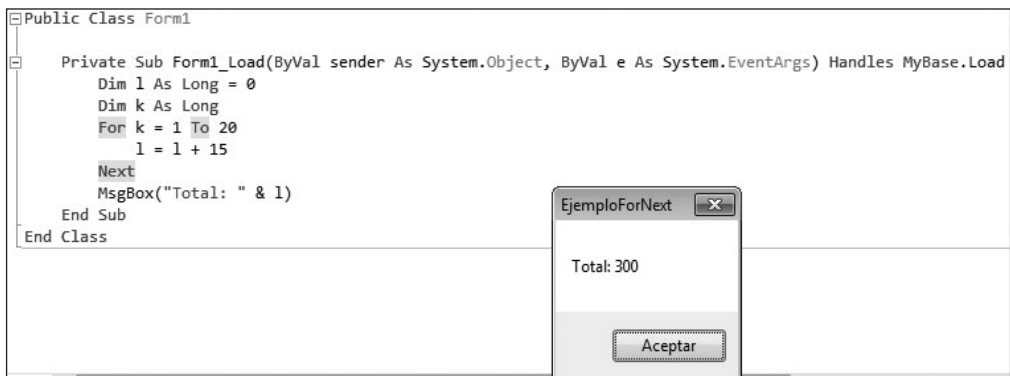 Public Class Form1
Private Sub Form1_Load(ByVal sender As System.Object, ByVal e As System.EventArgs) Handles MyBase.Load
Dim l As Long = 0
Dim k As Long
For k = 1 To 20
l = l + 15
Next
MsgBox("Total: " & l)
End Sub
End Class
EjemploForNext
Total: 300
Aceptar